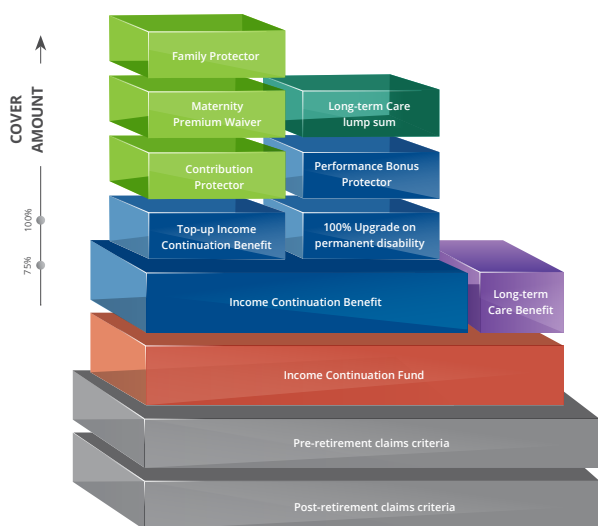 COVER
AMOUNT
100%
75%
Family Protector
Maternity
Premium Waiver
Long-term Care
lump sum
Contribution
Protector
Performance Bonus
Protector
Top-up Income
Continuation Benefit
100% Upgrade on
permanent disability
Income Continuation Benefit
Long-term
Care Benefit
Income Continuation Fund
Pre-retirement claims criteria
Post-retirement claims criteria